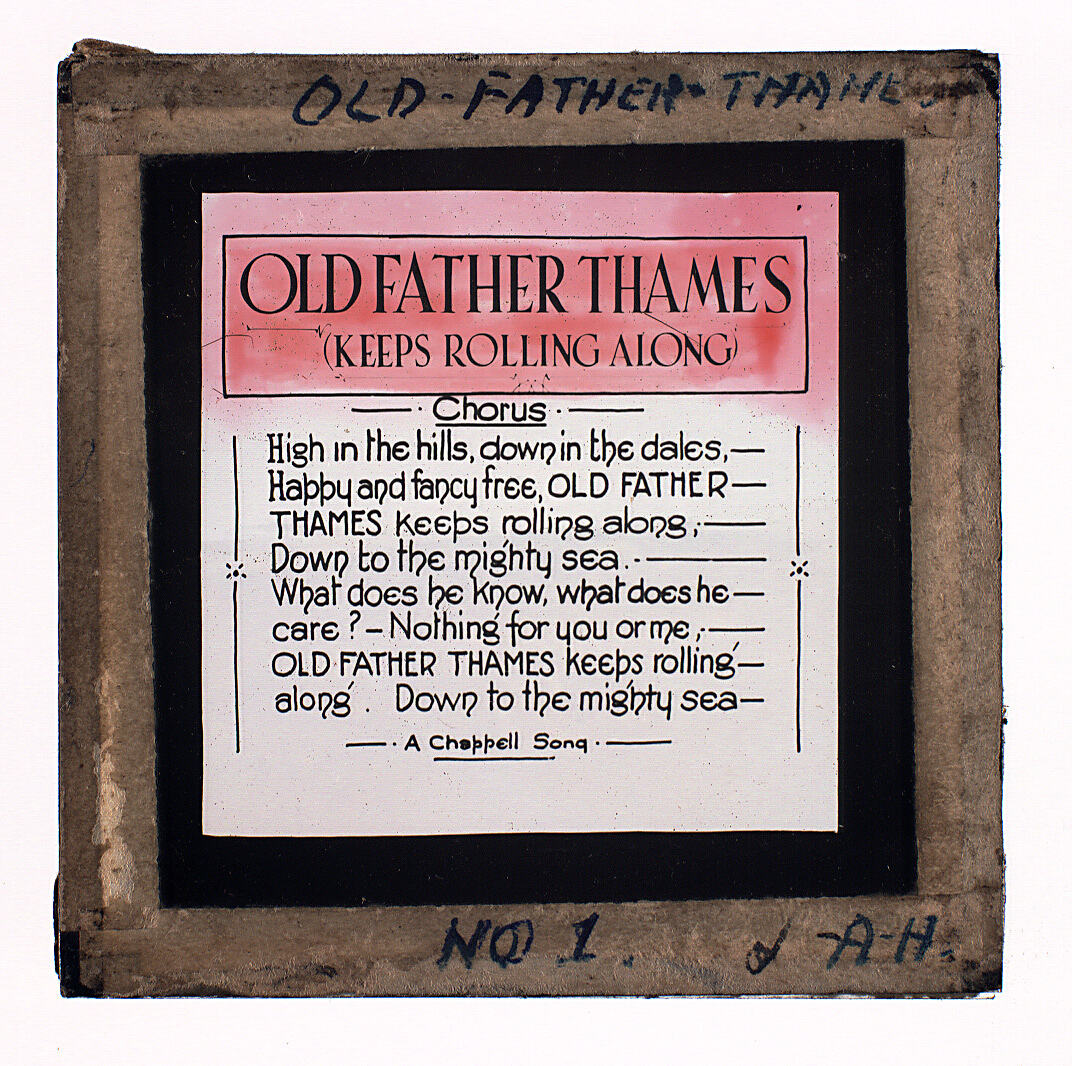 OLD-FATHER-THAMES
OLD FATHER THAMES
(KEEPS ROLLING ALONG)
— · Chorus · —
High in the hills, down in the dales,—
Happy and fancy free, OLD FATHER—
THAMES keeps rolling along,·—
Down to the mighty sea.·—
What does he know, what does he—
care? – Nothing for you or me,·—
OLD FATHER THAMES keeps rolling—
along. Down to the mighty sea—
— · A Chappell Song · —
NO 1. A-H.